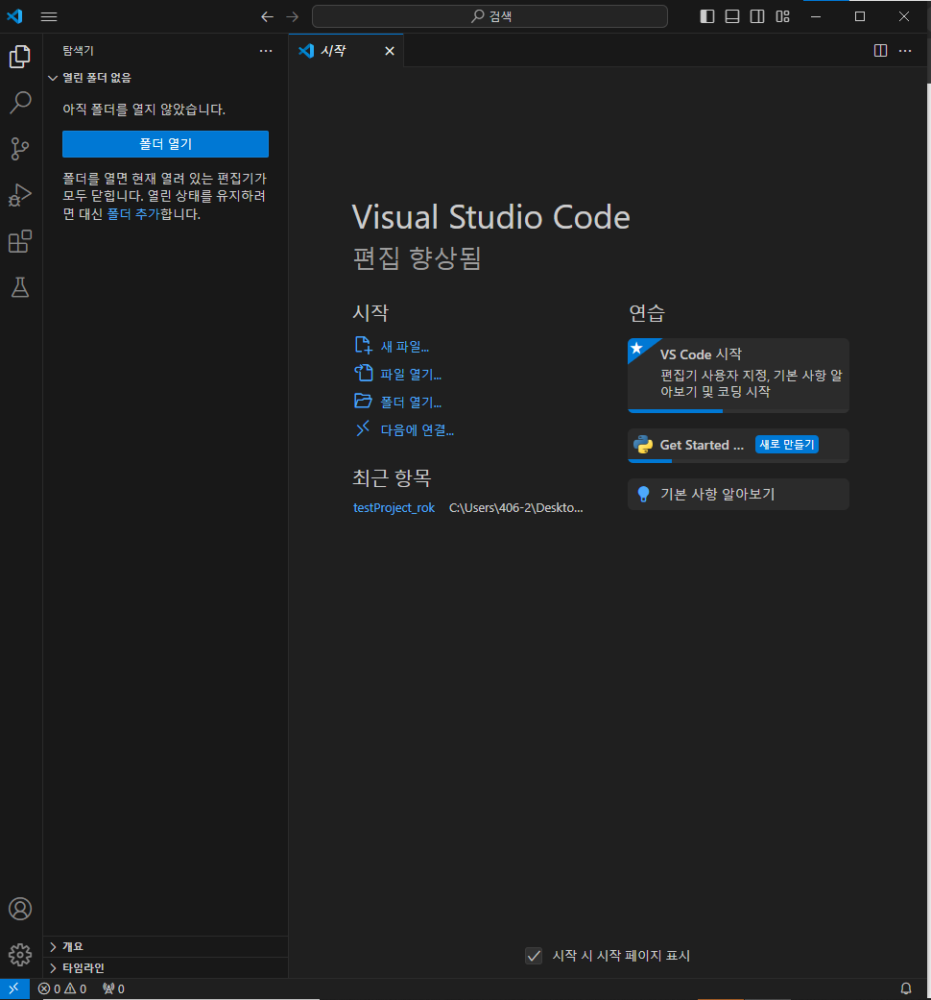 검색
탐색기
시작
열린 폴더 없음
아직 폴더를 열지 않았습니다.
폴더 열기
폴더를 열면 현재 열려 있는 편집기가
모두 닫힙니다. 열린 상태를 유지하려
면 대신 폴더 추가합니다.
Visual Studio Code
편집 향상됨
시작
새 파일...
파일 열기...
폴더 열기...
다음에 연결...
최근 항목
testProject_rok C:\Users\406-2\Deskto...
연습
VS Code 시작
편집기 사용자 지정, 기본 사항 알
아보기 및 코딩 시작
Get Started ... 새로 만들기
기본 사항 알아보기
시작 시 시작 페이지 표시
개요
타임라인
0 0 0